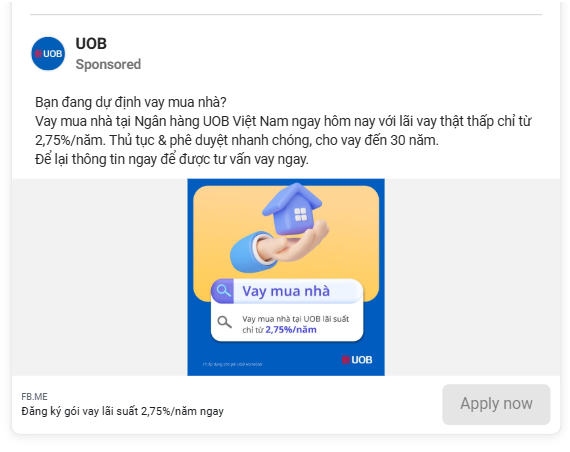 UOB
UOB
Sponsored
Bạn đang dự định vay mua nhà?
Vay mua nhà tại Ngân hàng UOB Việt Nam ngay hôm nay với lãi vay thật thấp chỉ từ
2,75%/năm. Thủ tục & phê duyệt nhanh chóng, cho vay đến 30 năm.
Để lại thông tin ngay để được tư vấn vay ngay.
Vay mua nhà
Vay mua nhà tại UOB lãi suất
chỉ từ 2,75%/năm
UOB
FB.ME
Đăng ký gói vay lãi suất 2,75%/năm ngay
Apply now